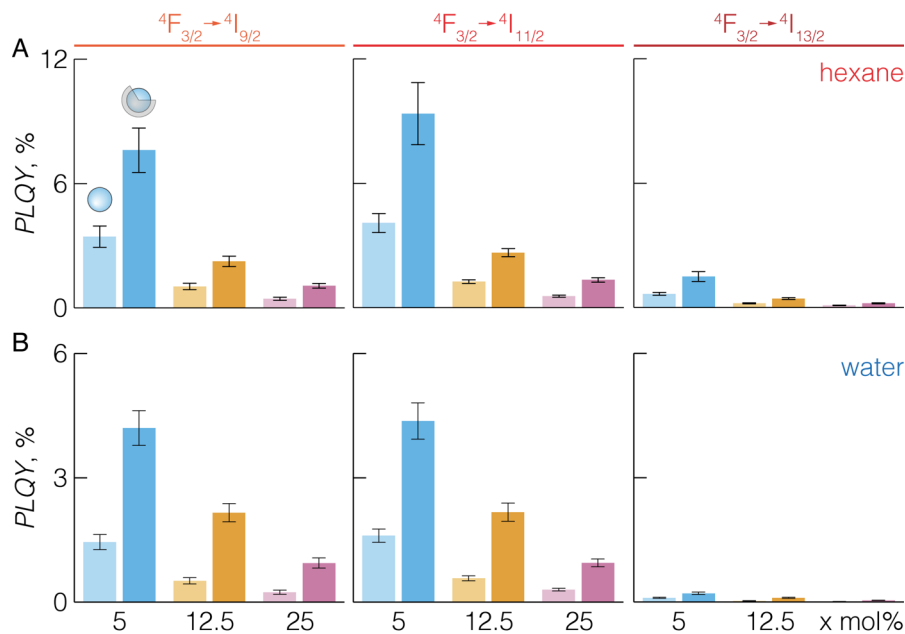 ⁴F₃/₂ → ⁴I₉/₂
⁴F₃/₂ → ⁴I₁₁/₂
⁴F₃/₂ → ⁴I₁₃/₂
A
12
hexane
PLQY, %
6
0
B
6
water
PLQY, %
3
0
5 12.5 25 5 12.5 25 5 12.5 x mol%